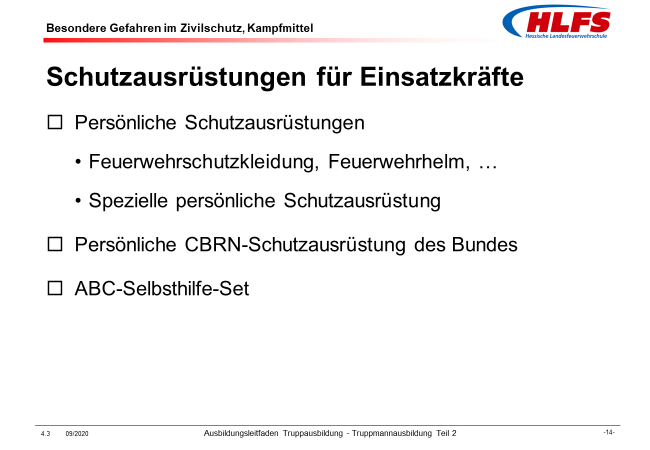 Besondere Gefahren im Zivilschutz, Kampfmittel
HLFS
Hessische Landesfeuerwehrschule
Schutzausrüstungen für Einsatzkräfte
☐ Persönliche Schutzausrüstungen
• Feuerwehrschutzkleidung, Feuerwehrhelm, …
• Spezielle persönliche Schutzausrüstung
☐ Persönliche CBRN-Schutzausrüstung des Bundes
☐ ABC-Selbsthilfe-Set
4.3 09/2020 Ausbildungsleitfaden Truppausbildung - Truppmannausbildung Teil 2 -14-